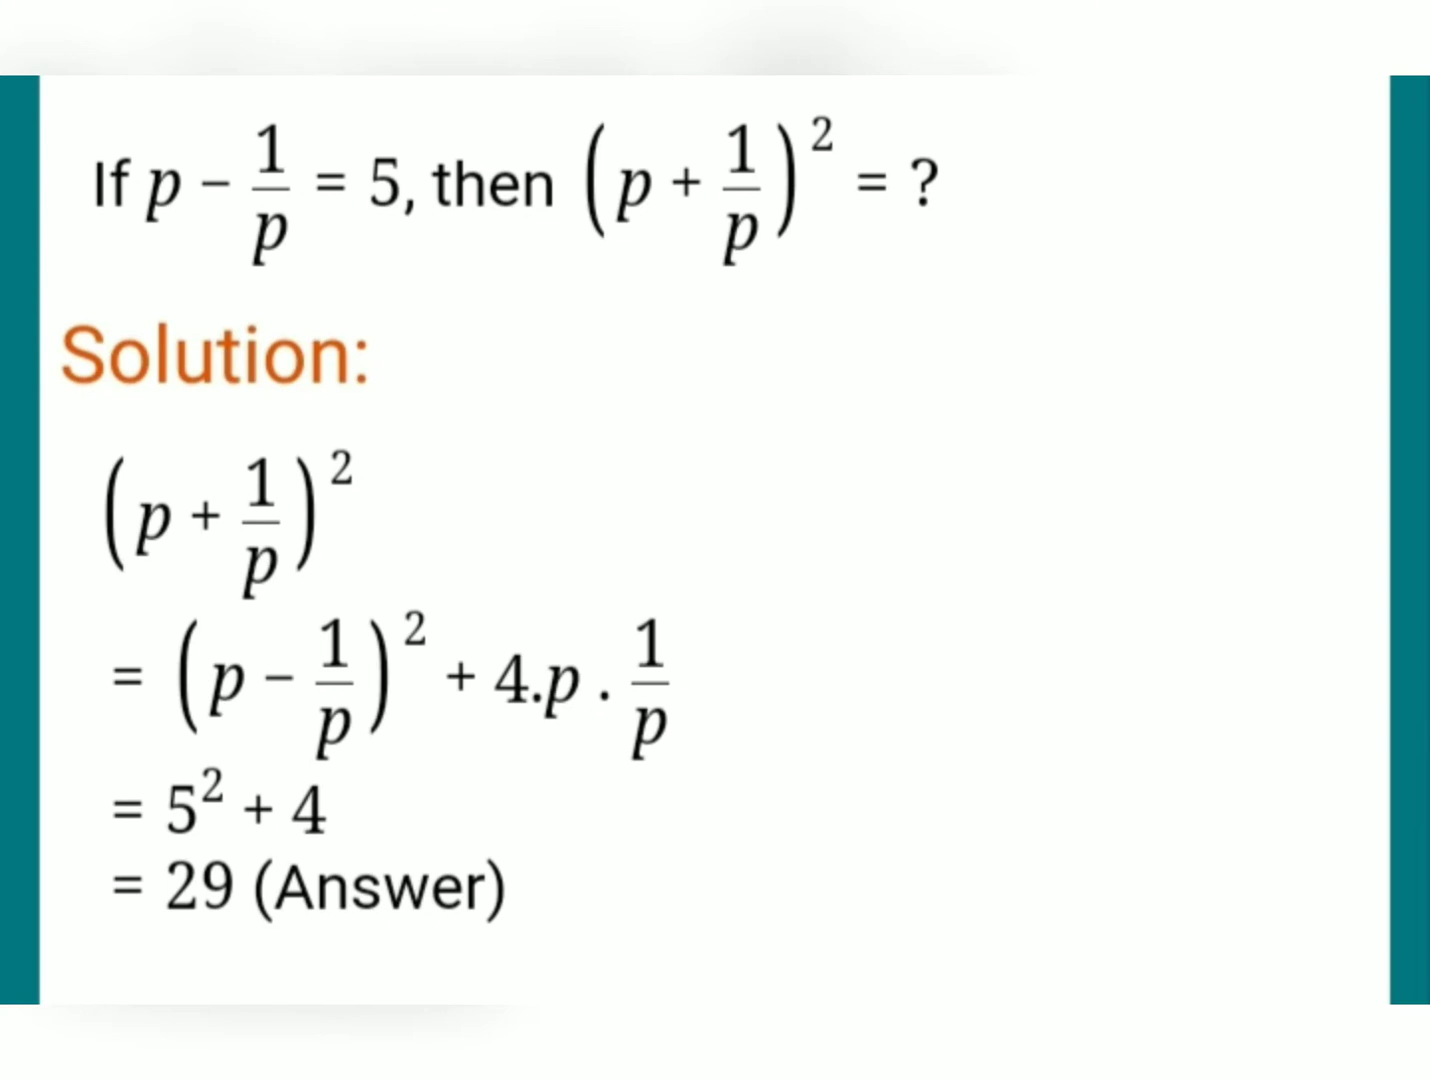 If p − 1/p = 5, then (p + 1/p)² = ?
Solution:
(p + 1/p)²
= (p − 1/p)² + 4.p . 1/p
= 5² + 4
= 29 (Answer)